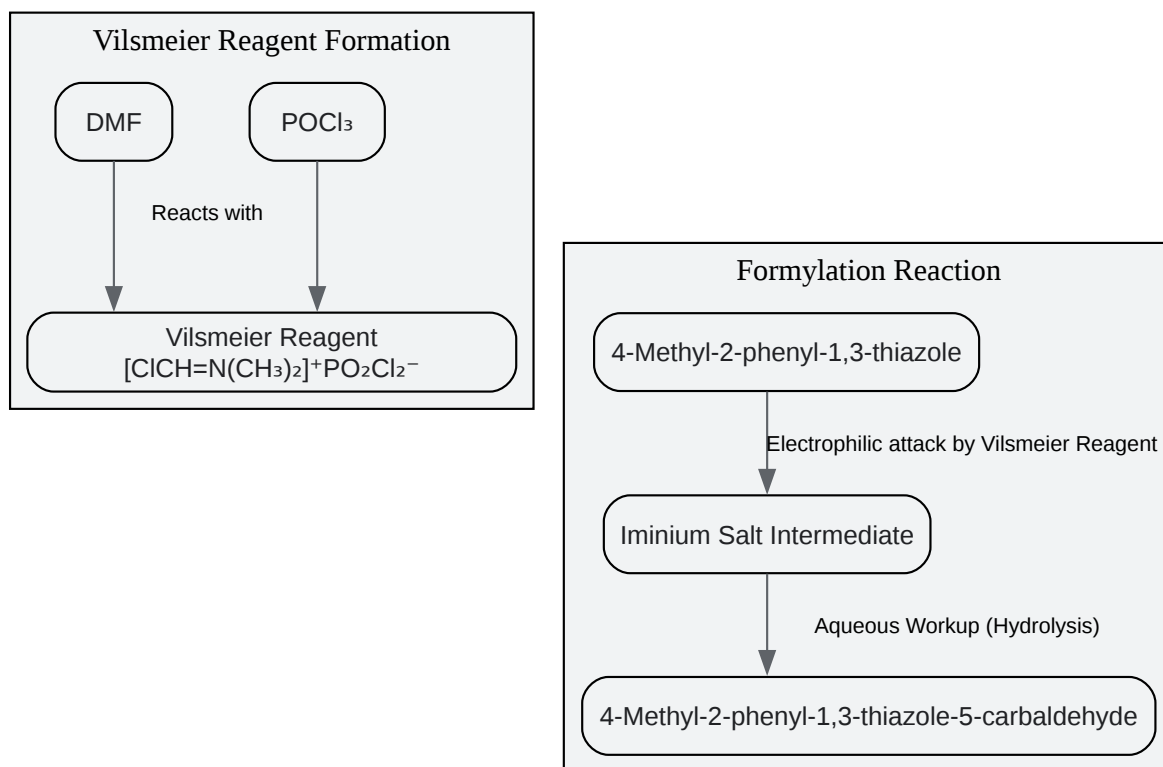 Vilsmeier Reagent Formation
DMF
POCl₃
Reacts with
Vilsmeier Reagent
[ClCH=N(CH₃)₂]⁺PO₂Cl₂⁻
Formylation Reaction
4-Methyl-2-phenyl-1,3-thiazole
Electrophilic attack by Vilsmeier Reagent
Iminium Salt Intermediate
Aqueous Workup (Hydrolysis)
4-Methyl-2-phenyl-1,3-thiazole-5-carbaldehyde